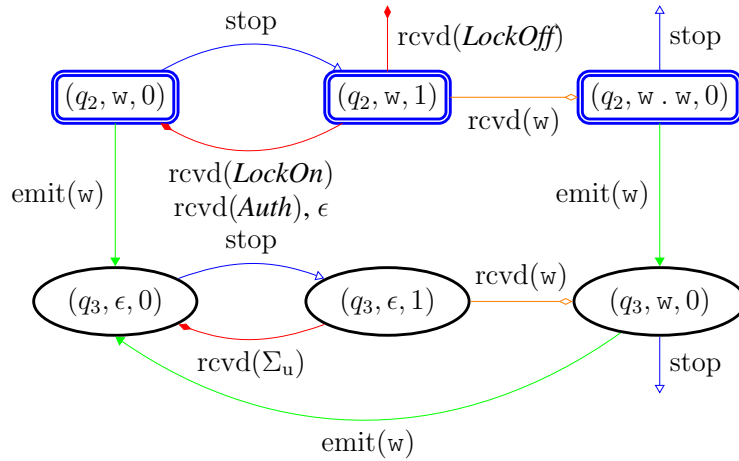 stop
rcvd(LockOff)
stop
(q₂, w, 0)
(q₂, w, 1)
(q₂, w . w, 0)
rcvd(w)
emit(w)
rcvd(LockOn)
rcvd(Auth), ϵ
emit(w)
stop
(q₃, ϵ, 0)
(q₃, ϵ, 1)
rcvd(w)
(q₃, w, 0)
rcvd(Σᵤ)
stop
emit(w)